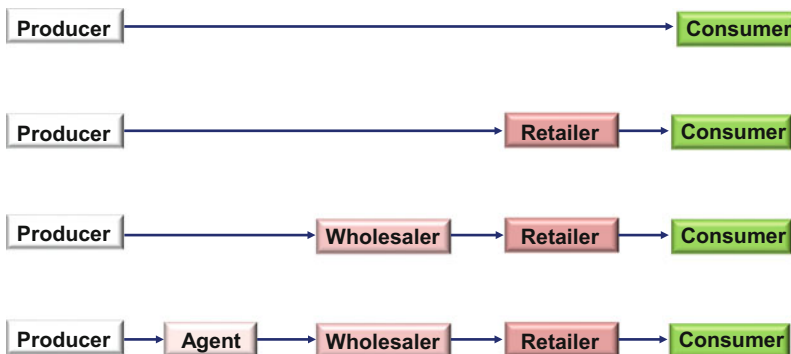 Producer Consumer
Producer Retailer Consumer
Producer Wholesaler Retailer Consumer
Producer Agent Wholesaler Retailer Consumer